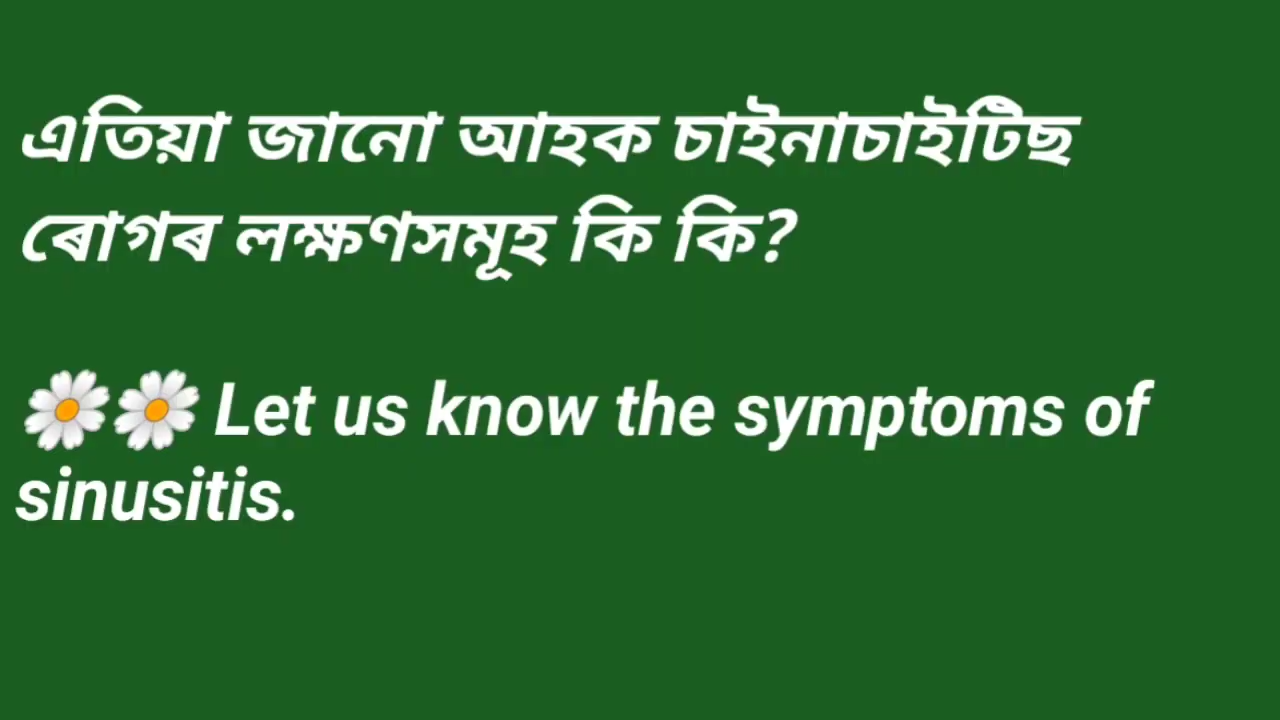 এতিয়া জানো আহক চাইনাচাইটিছ
ৰোগৰ লক্ষণসমূহ কি কি?
🌼🌼 Let us know the symptoms of
sinusitis.